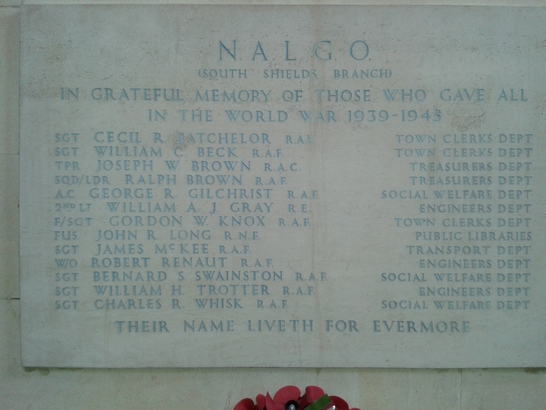 N.A.L.G.O.
(SOUTH SHIELDS BRANCH)
IN GRATEFUL MEMORY OF THOSE WHO GAVE ALL
IN THE WORLD WAR 1939-1945
SGT CECIL R. BATCHELOR R.A.F. TOWN CLERKS DEPT
SGT WILLIAM C. BECK R.A.F. TOWN CLERKS DEPT
TPR JOSEPH W. BROWN R.A.C. TREASURERS DEPT
SQD/LDR RALPH BROWN R.A.F. TREASURERS DEPT
A.C. GEORGE R. GILCHRIST R.A.F. SOCIAL WELFARE DEPT
2ND LT WILLIAM A. J. GRAY R.E. ENGINEERS DEPT
F/SGT GORDON W. KNOX R.A.F. TOWN CLERKS DEPT
FUS JOHN R. LONG R.N.F. PUBLIC LIBRARIES
SGT JAMES McKEE R.A.F. TRANSPORT DEPT
W/O ROBERT RENAUT R.A.F. ENGINEERS DEPT
SGT BERNARD S. SWAINSTON R.A.F. SOCIAL WELFARE DEPT
SGT WILLIAM H. TROTTER R.A.F. ENGINEERS DEPT
SGT CHARLES R. WHISK R.A.F. SOCIAL WELFARE DEPT
THEIR NAME LIVETH FOR EVERMORE